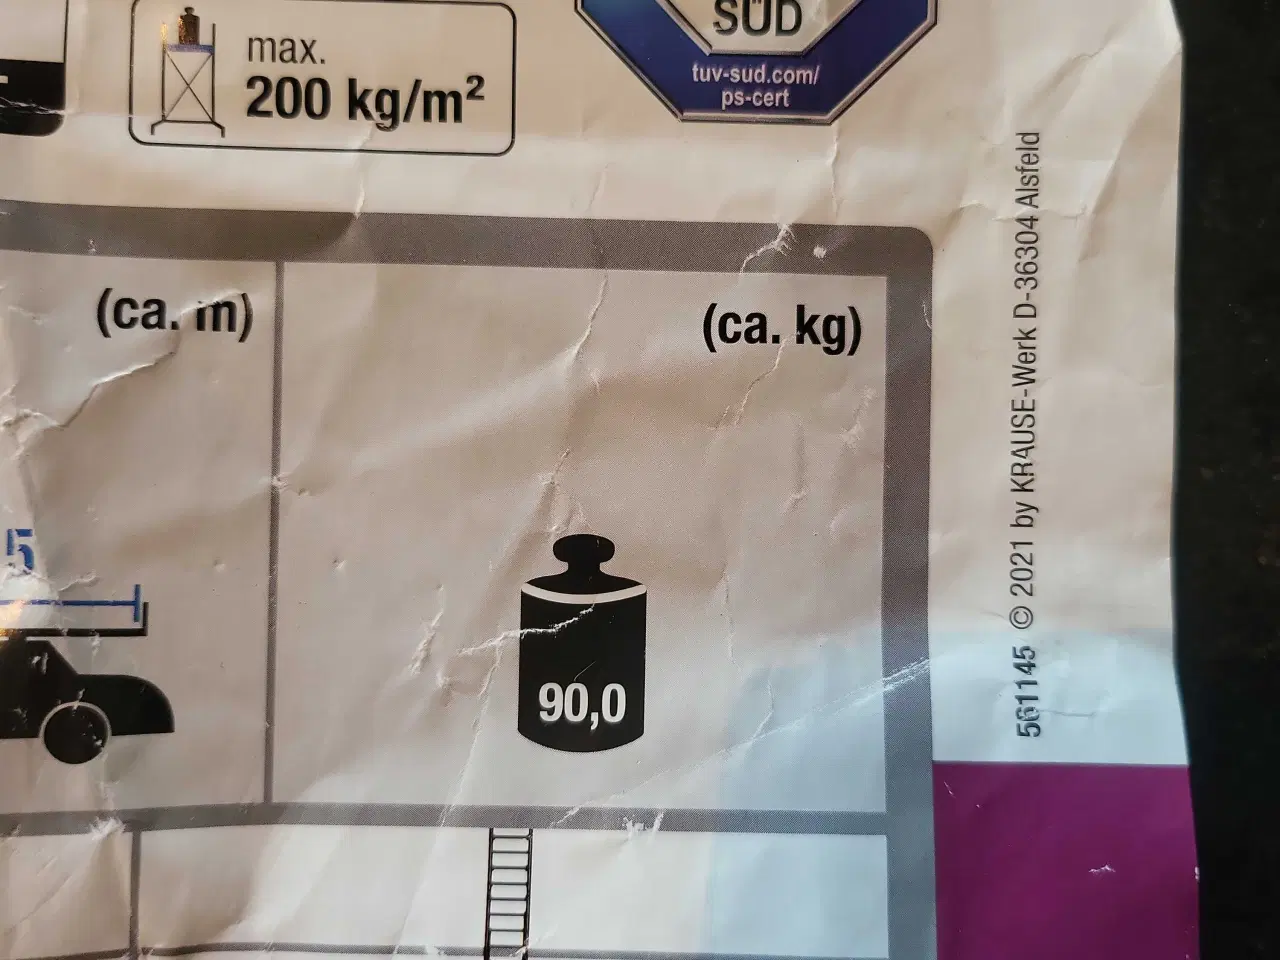 max.
200 kg/m²
SÜD
tuv-sud.com/
ps-cert
(ca. m)
(ca. kg)
5
90,0
561145 © 2021 by KRAUSE-Werk D-36304 Alsfeld